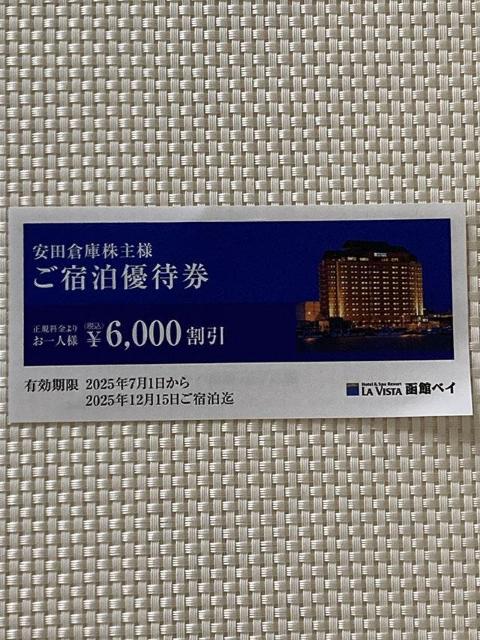 安田倉庫株主様
ご宿泊優待券
正規料金より
お一人様 (税込) ¥6,000割引
有効期限 2025年7月1日から
2025年12月15日ご宿泊迄
Hotel & Spa Resort
LA VISTA 函館ベイ